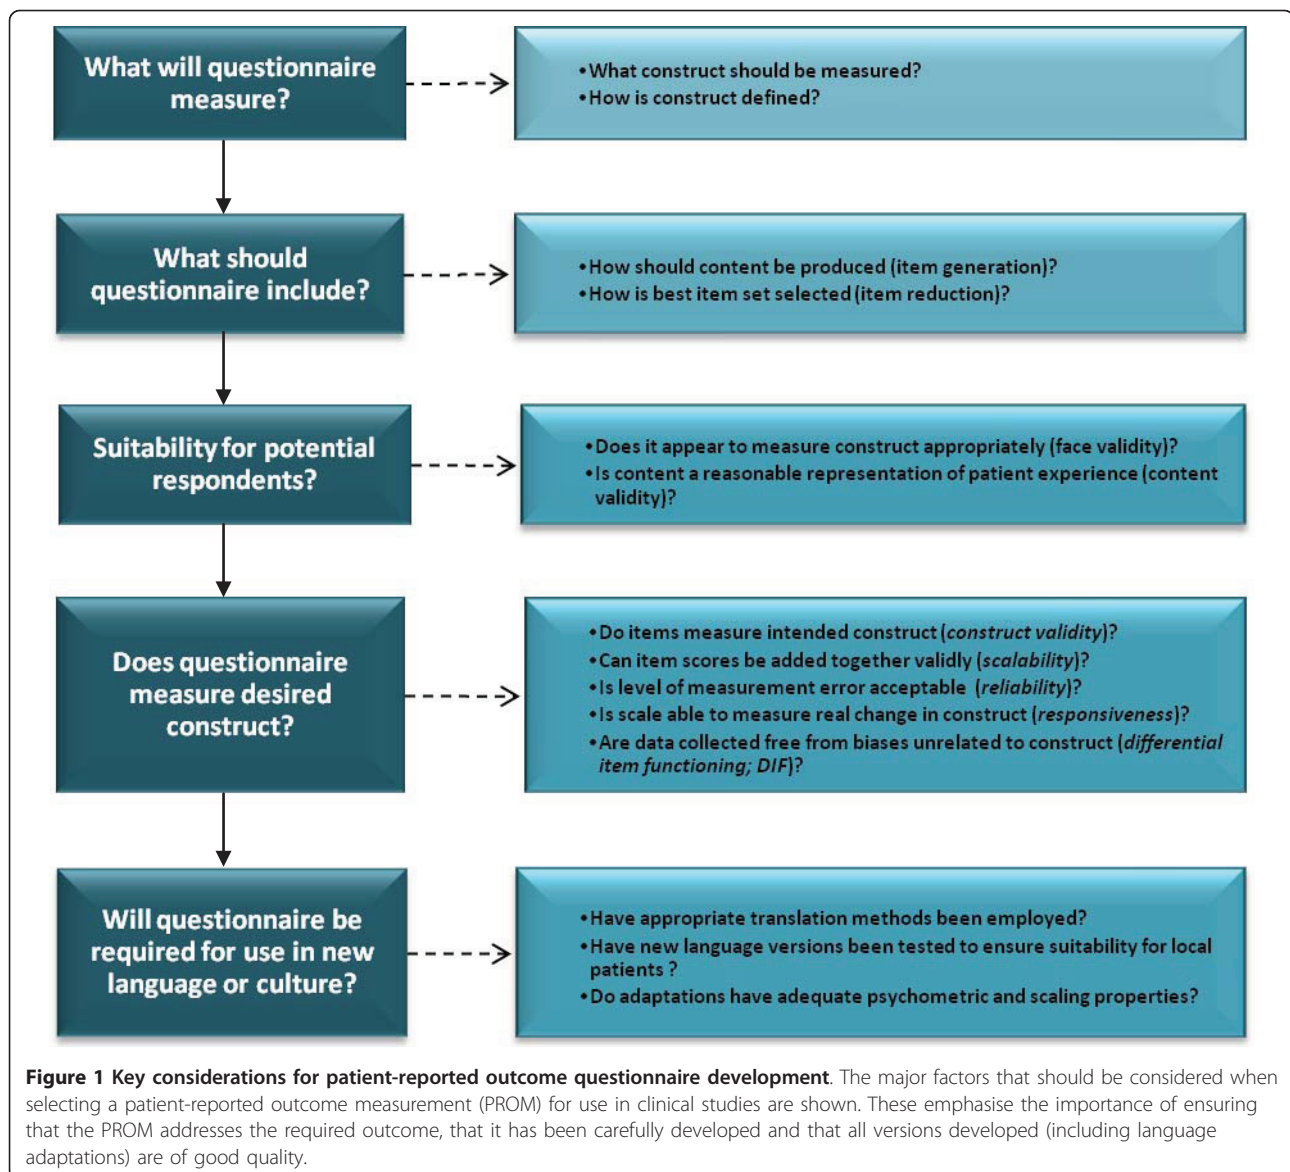 What will questionnaire
measure?
•What construct should be measured?
•How is construct defined?
What should
questionnaire include?
•How should content be produced (item generation)?
•How is best item set selected (item reduction)?
Suitability for potential
respondents?
•Does it appear to measure construct appropriately (face validity)?
•Is content a reasonable representation of patient experience (content
validity)?
Does questionnaire
measure desired
construct?
•Do items measure intended construct (construct validity)?
•Can item scores be added together validly (scalability)?
•Is level of measurement error acceptable (reliability)?
•Is scale able to measure real change in construct (responsiveness)?
•Are data collected free from biases unrelated to construct (differential
item functioning; DIF)?
Will questionnaire be
required for use in new
language or culture?
•Have appropriate translation methods been employed?
•Have new language versions been tested to ensure suitability for local
patients ?
•Do adaptations have adequate psychometric and scaling properties?
Figure 1 Key considerations for patient-reported outcome questionnaire development. The major factors that should be considered when
selecting a patient-reported outcome measurement (PROM) for use in clinical studies are shown. These emphasise the importance of ensuring
that the PROM addresses the required outcome, that it has been carefully developed and that all versions developed (including language
adaptations) are of good quality.